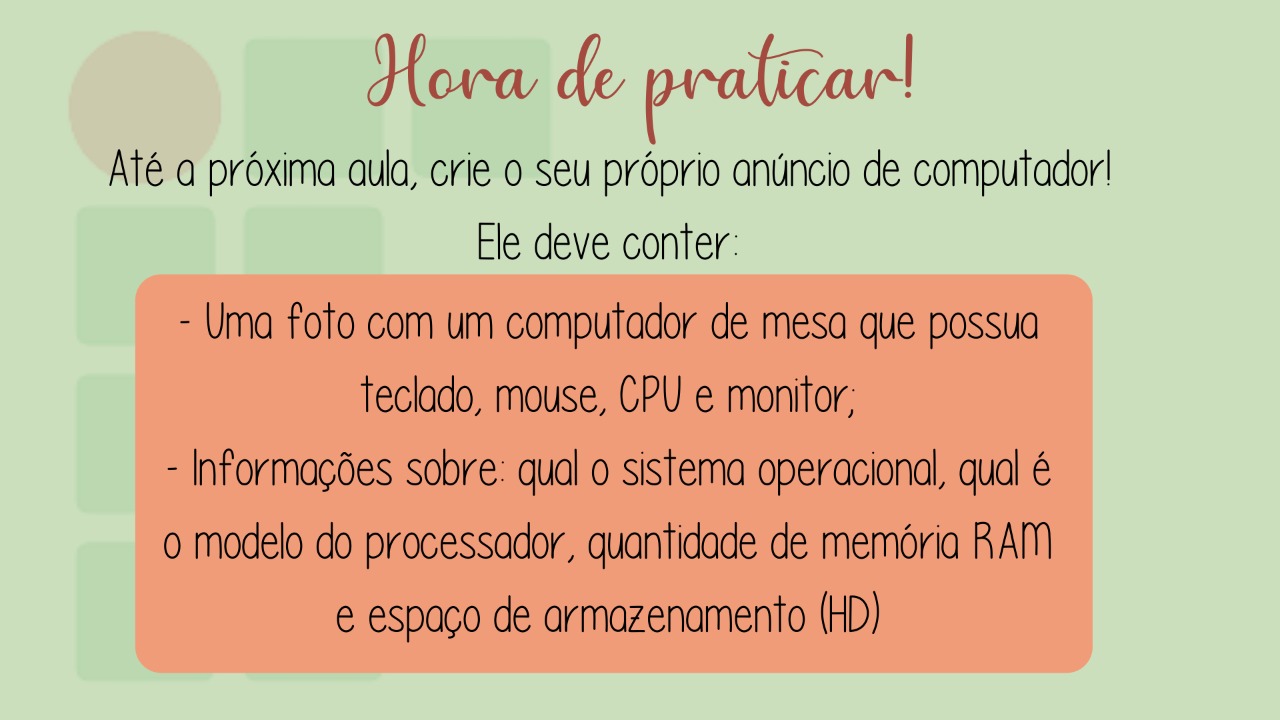 Hora de praticar!
Até a próxima aula, crie o seu próprio anúncio de computador!
Ele deve conter:
- Uma foto com um computador de mesa que possua
teclado, mouse, CPU e monitor;
- Informações sobre: qual o sistema operacional, qual é
o modelo do processador, quantidade de memória RAM
e espaço de armazenamento (HD)